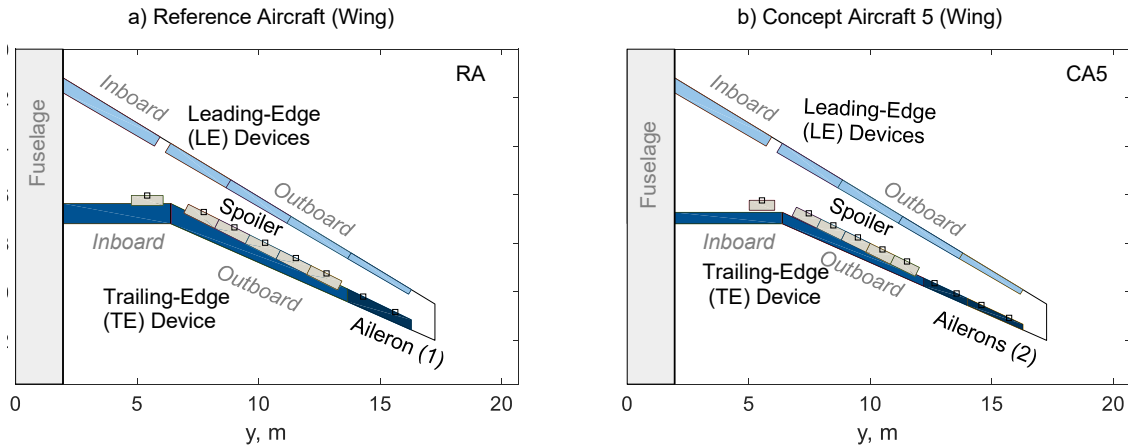 a) Reference Aircraft (Wing)
RA
Fuselage
Inboard
Leading-Edge
(LE) Devices
Outboard
Spoiler
Inboard
Outboard
Trailing-Edge
(TE) Device
Aileron (1)
0
5
10
15
20
y, m
b) Concept Aircraft 5 (Wing)
CA5
Fuselage
Inboard
Leading-Edge
(LE) Devices
Outboard
Spoiler
Inboard
Outboard
Trailing-Edge
(TE) Device
Ailerons (2)
0
5
10
15
20
y, m